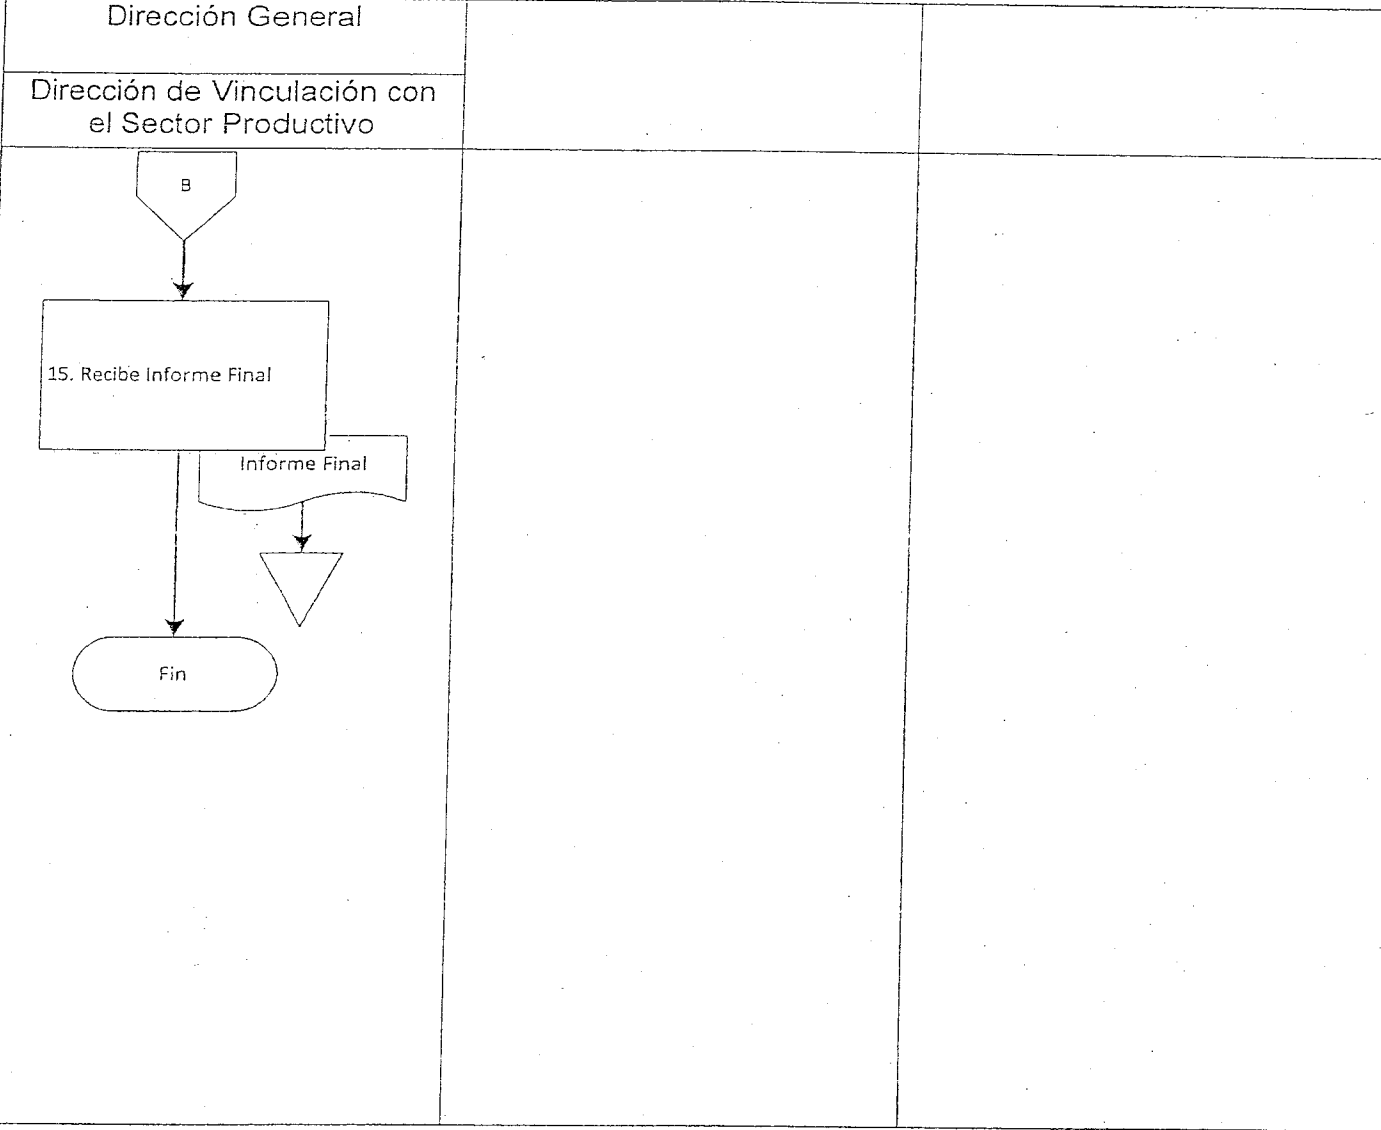 Dirección General
Dirección de Vinculación con
el Sector Productivo
B
15. Recibe Informe Final
Informe Final
Fin